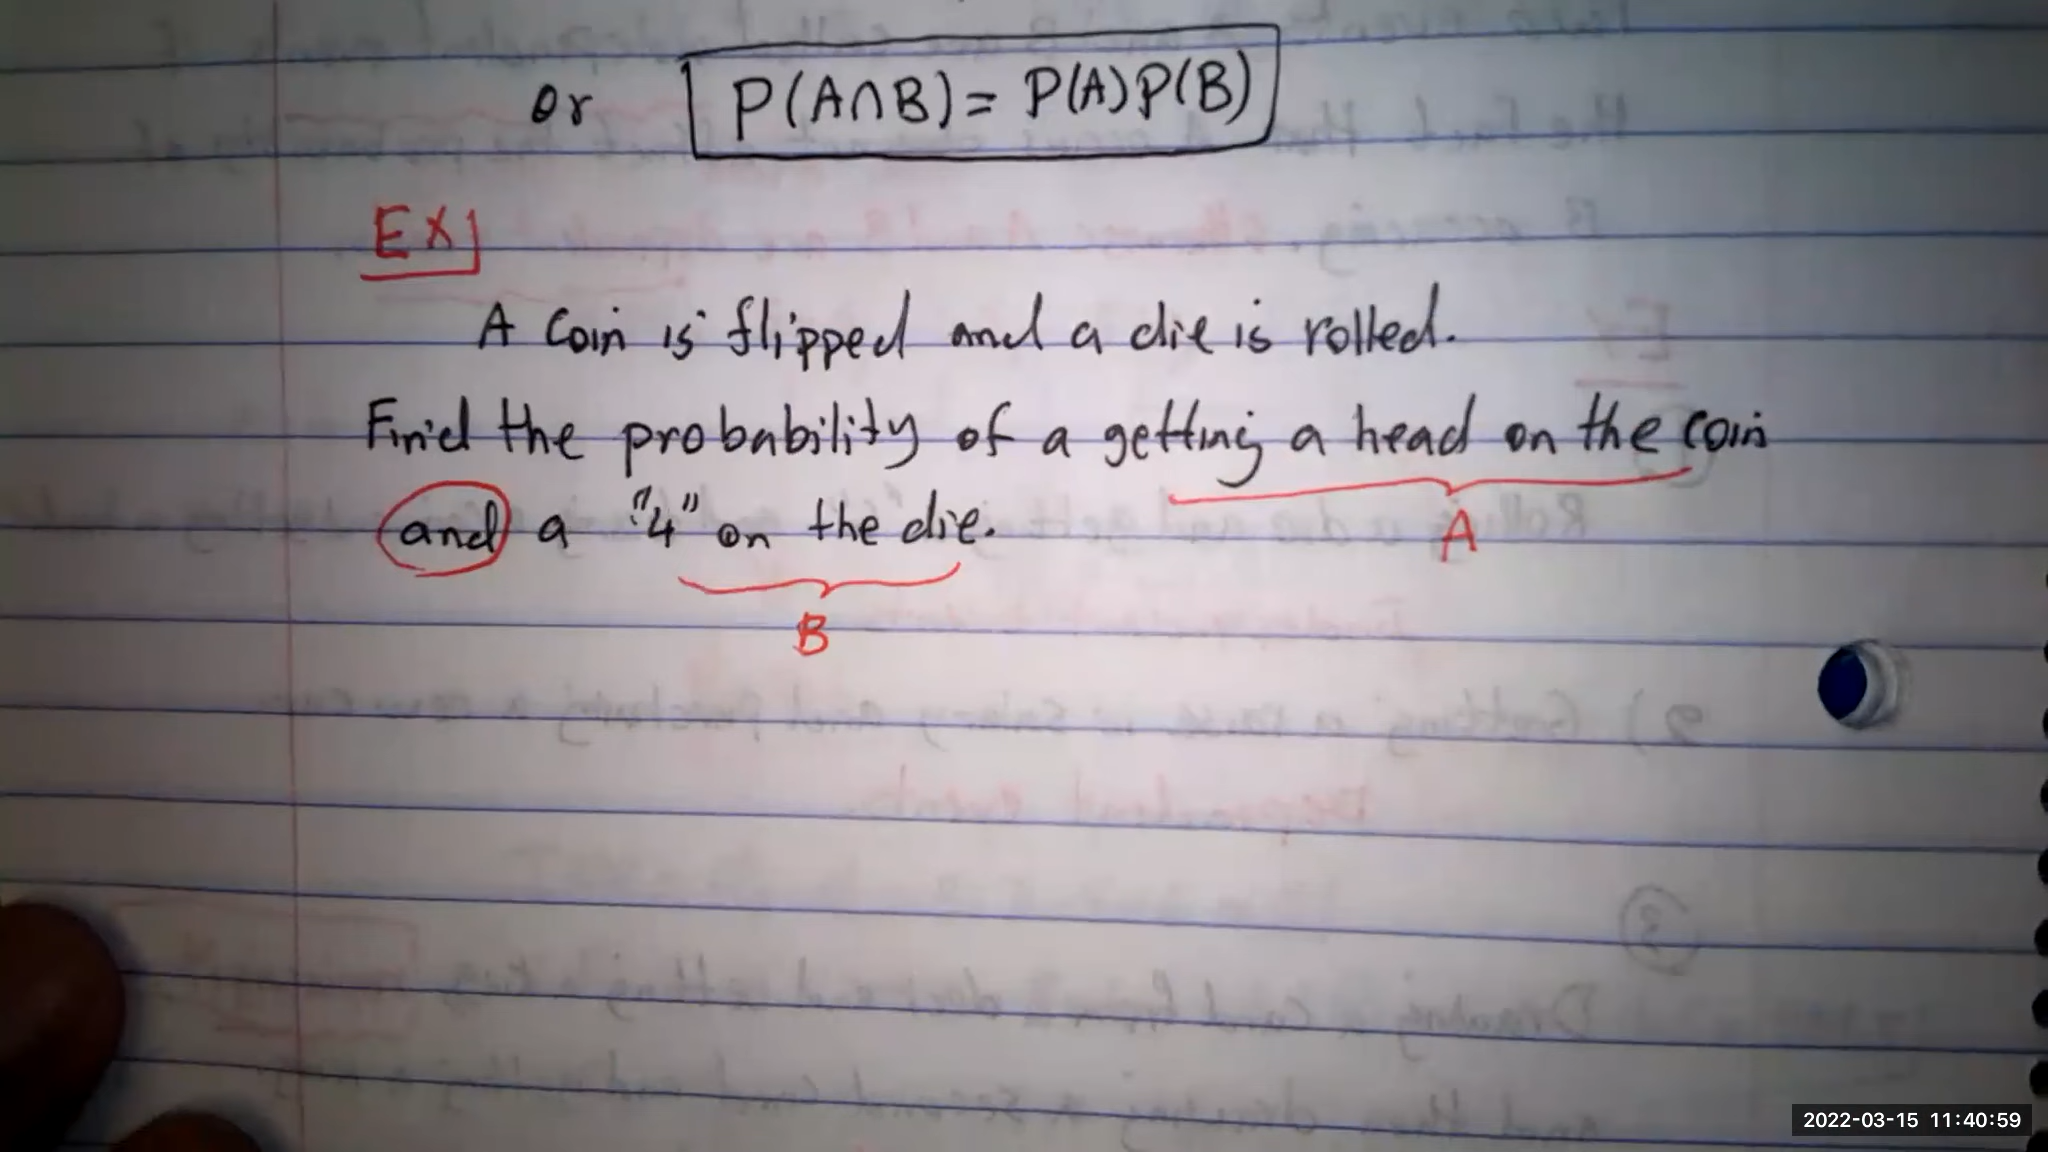 or P(A∩B) = P(A)P(B)
EX
A coin is flipped and a die is rolled.
Find the probability of a getting a head on the coin
and a "4" on the die.
A
B
2022-03-15 11:40:59